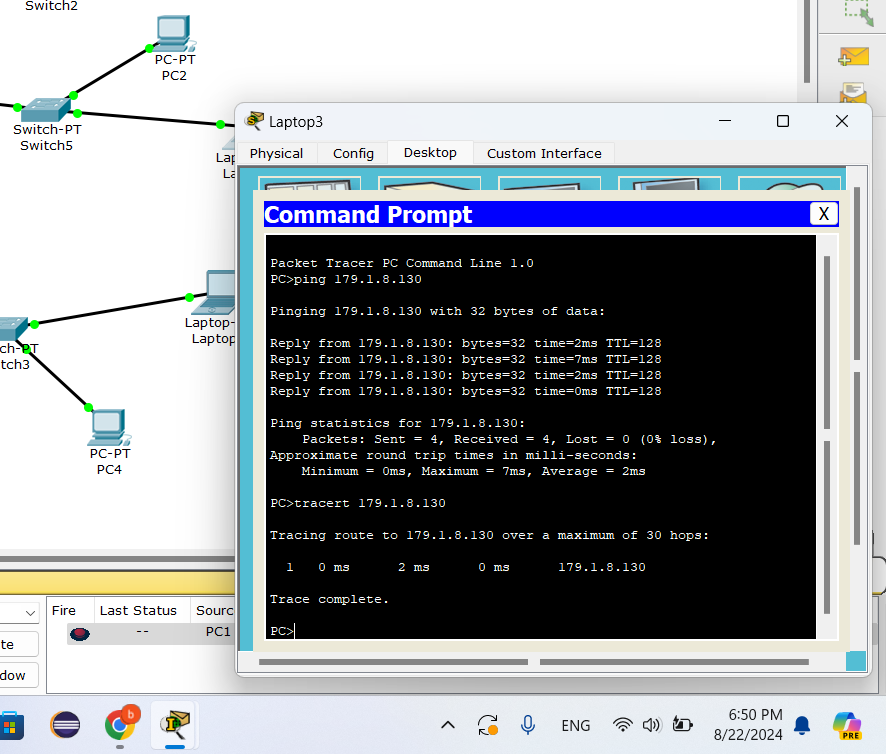 Switch2
PC-PT
PC2
Switch-PT
Switch5
Laptop3
Physical
Config
Desktop
Custom Interface
Command Prompt
X
Packet Tracer PC Command Line 1.0
PC>ping 179.1.8.130
Pinging 179.1.8.130 with 32 bytes of data:
Reply from 179.1.8.130: bytes=32 time=2ms TTL=128
Reply from 179.1.8.130: bytes=32 time=7ms TTL=128
Reply from 179.1.8.130: bytes=32 time=2ms TTL=128
Reply from 179.1.8.130: bytes=32 time=0ms TTL=128
Ping statistics for 179.1.8.130:
Packets: Sent = 4, Received = 4, Lost = 0 (0% loss),
Approximate round trip times in milli-seconds:
Minimum = 0ms, Maximum = 7ms, Average = 2ms
PC>tracert 179.1.8.130
Tracing route to 179.1.8.130 over a maximum of 30 hops:
1 0 ms 2 ms 0 ms 179.1.8.130
Trace complete.
PC>
Laptop-
Laptop
ch-PT
tch3
PC-PT
PC4
Fire
Last Status
Sourc
--
PC1
te
dow
b
ENG
6:50 PM
8/22/2024
PRE